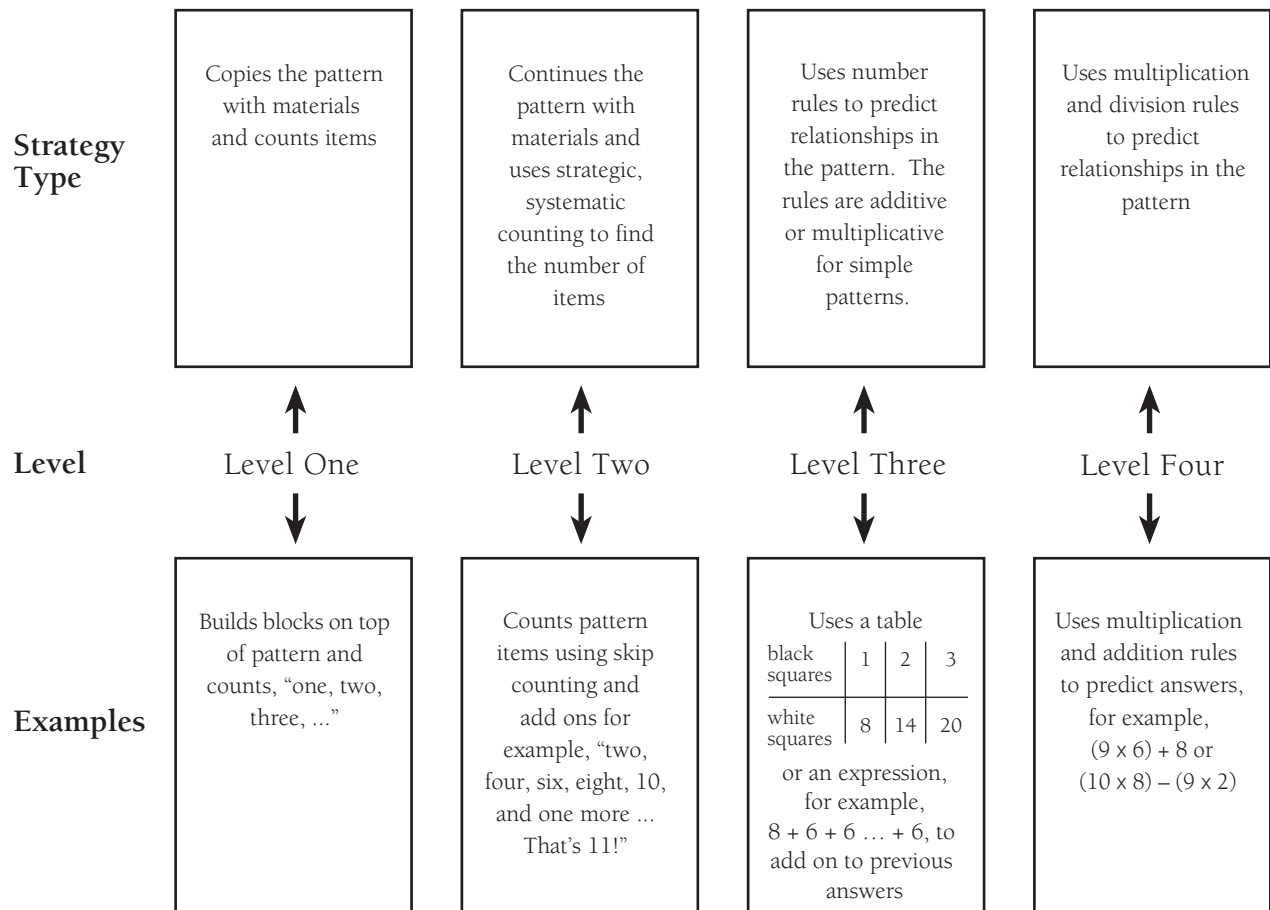 Strategy
Type
Copies the pattern
with materials
and counts items
Continues the
pattern with
materials and
uses strategic,
systematic
counting to find
the number of
items
Uses number
rules to predict
relationships in
the pattern.  The
rules are additive
or multiplicative
for simple
patterns.
Uses multiplication
and division rules
to predict
relationships in the
pattern
Level
Level One
Level Two
Level Three
Level Four
Examples
Builds blocks on top
of pattern and
counts, “one, two,
three, ...”
Counts pattern
items using skip
counting and
add ons for
example, “two,
four, six, eight, 10,
and one more ...
That’s 11!”
Uses a table
black
squares
1 2 3
white
squares
8 14 20
or an expression,
for example,
8 + 6 + 6 ... + 6, to
add on to previous
answers
Uses multiplication
and addition rules
to predict answers,
for example,
(9 x 6) + 8 or
(10 x 8) – (9 x 2)